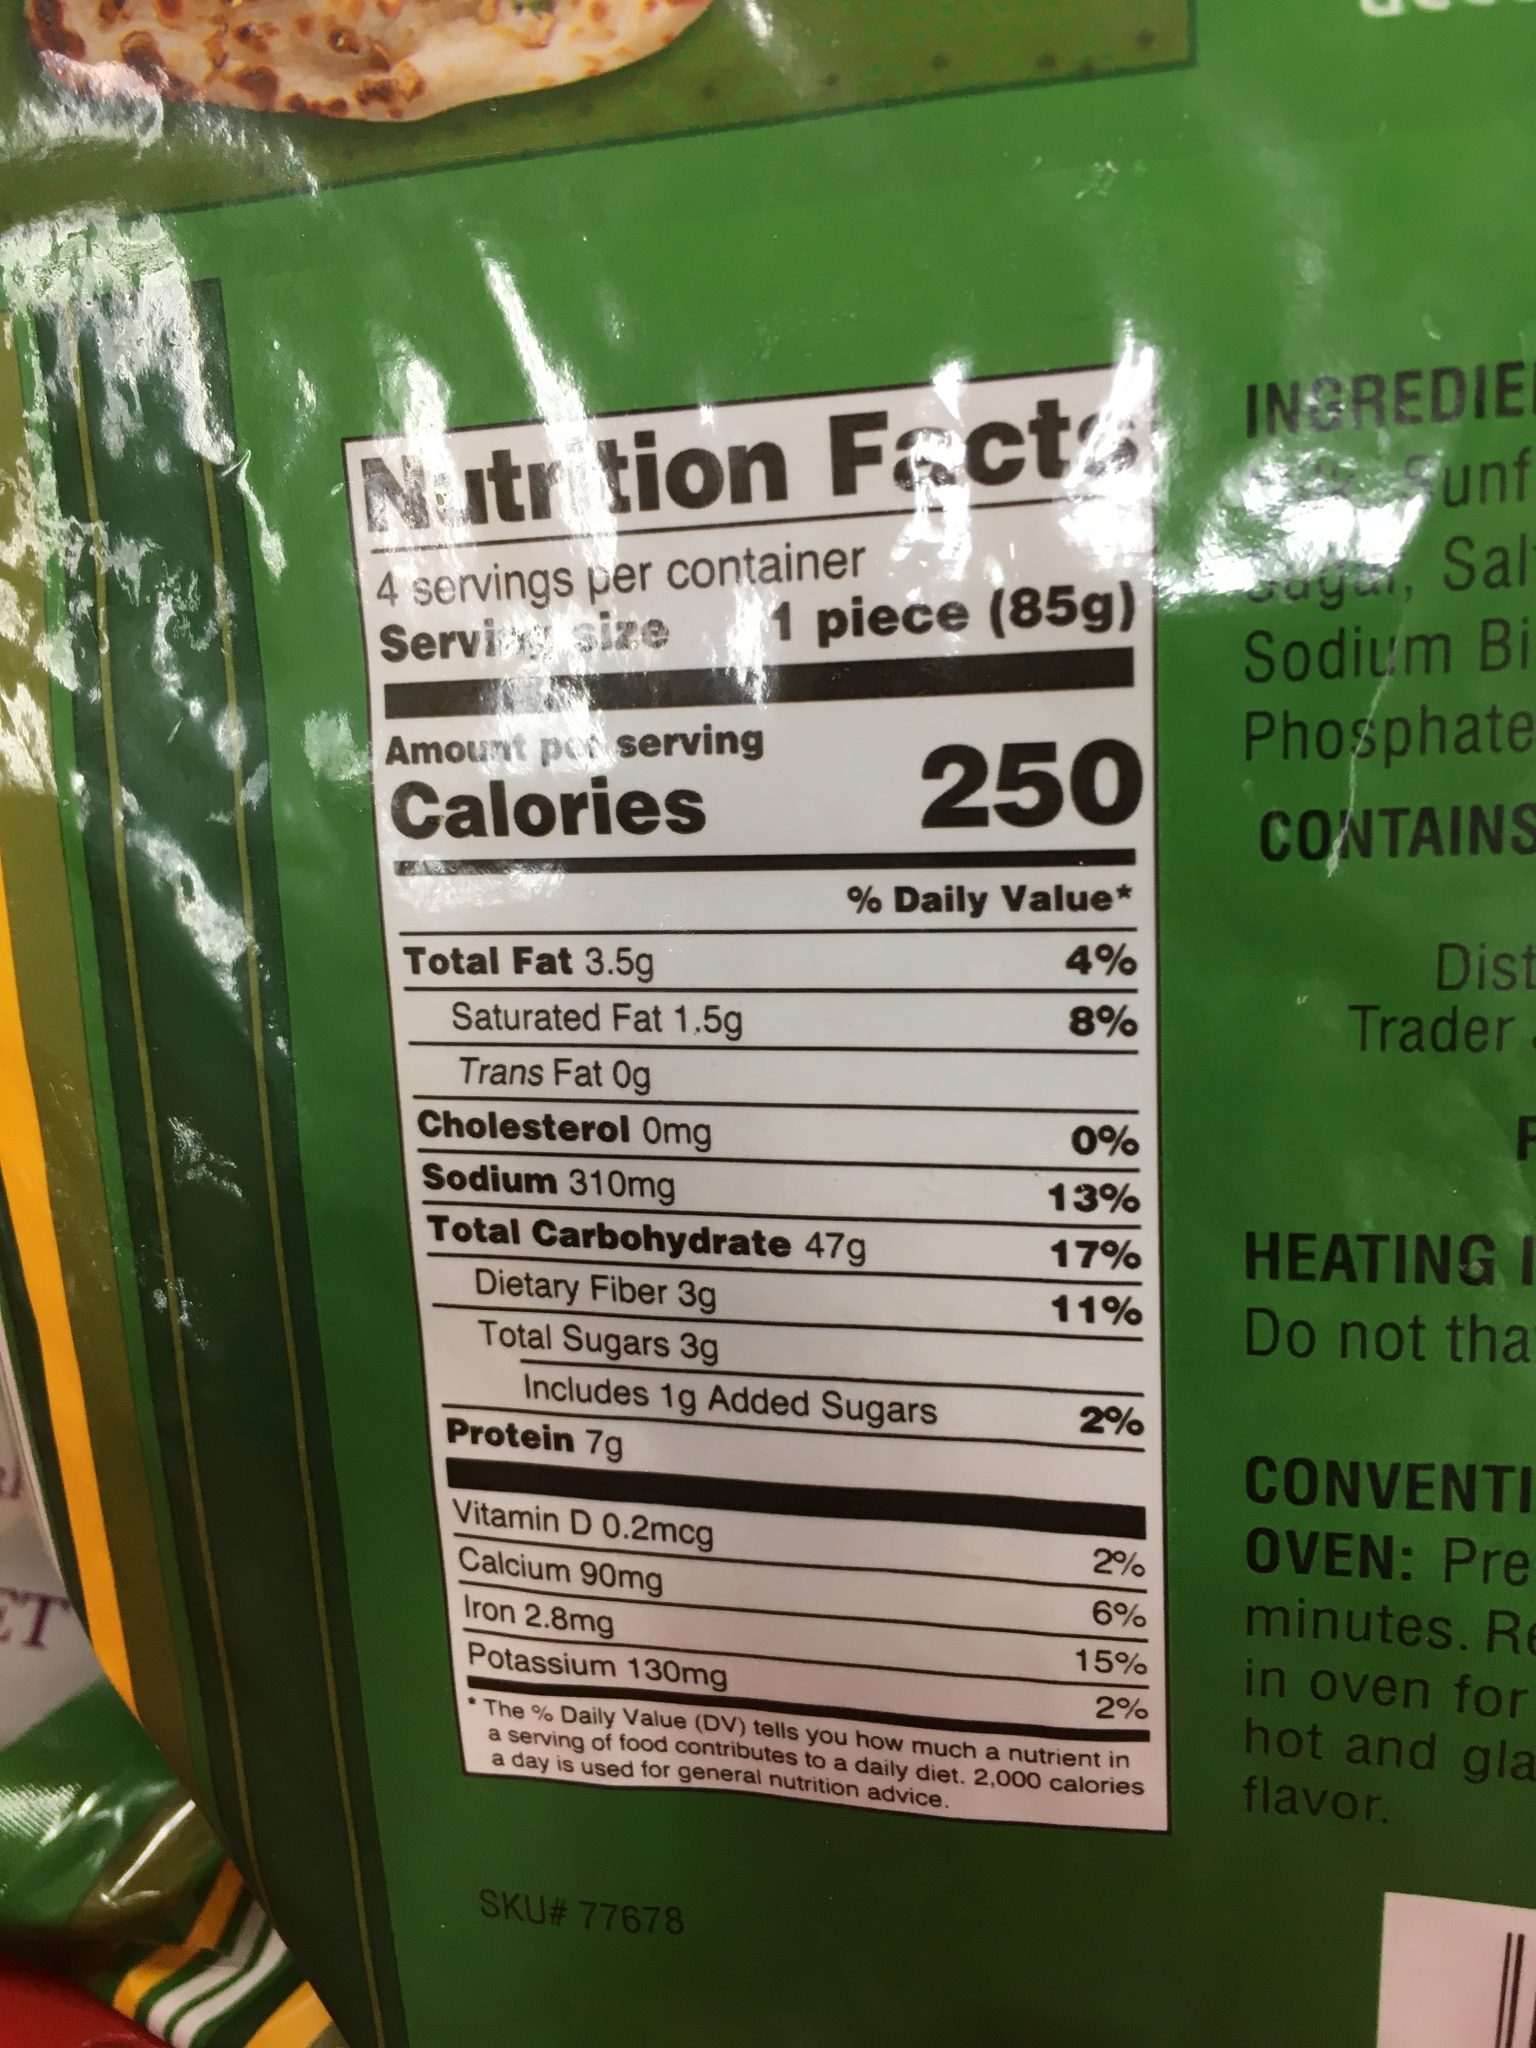 Nutrition Facts
4 servings per container
Serving size 1 piece (85g)
Amount per serving
Calories 250
% Daily Value*
Total Fat 3.5g 4%
Saturated Fat 1.5g 8%
Trans Fat 0g
Cholesterol 0mg 0%
Sodium 310mg 13%
Total Carbohydrate 47g 17%
Dietary Fiber 3g 11%
Total Sugars 3g
Includes 1g Added Sugars 2%
Protein 7g
Vitamin D 0.2mcg 2%
Calcium 90mg 6%
Iron 2.8mg 15%
Potassium 130mg 2%
* The % Daily Value (DV) tells you how much a nutrient in
a serving of food contributes to a daily diet. 2,000 calories
a day is used for general nutrition advice.
SKU# 77678
INGREDIE
Sunf
Sugar, Sal
Sodium Bi
Phosphate
CONTAINS
Dist
Trader
HEATING I
Do not tha
CONVENTI
OVEN: Pre
minutes. Re
in oven for
hot and gla
flavor.
ET